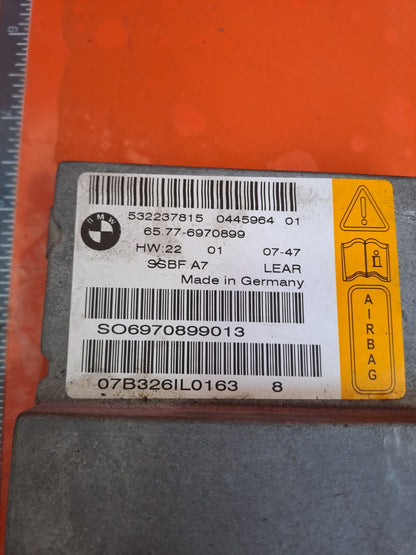 532237815 0445964 01
BMW
65.77-6970899
HW:22 01 07-47
SSBF A7 LEAR
Made in Germany
SO6970899013
07B326IL0163 8
AIRBAG